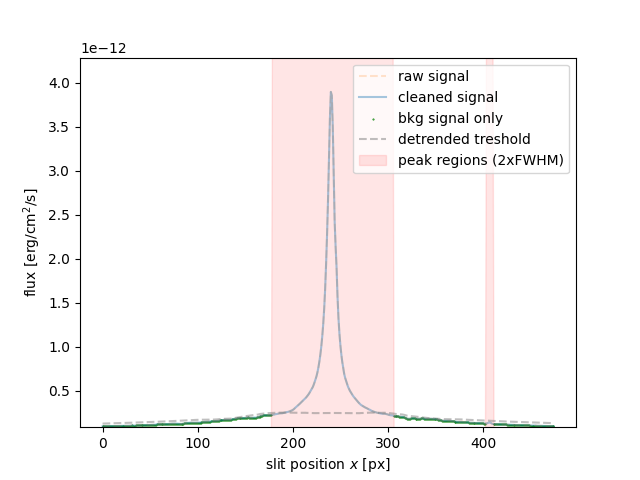 1e−12
raw signal
cleaned signal
bkg signal only
detrended treshold
peak regions (2xFWHM)
4.0
3.5
3.0
2.5
2.0
1.5
1.0
0.5
flux [erg/cm²/s]
0 100 200 300 400
slit position x [px]